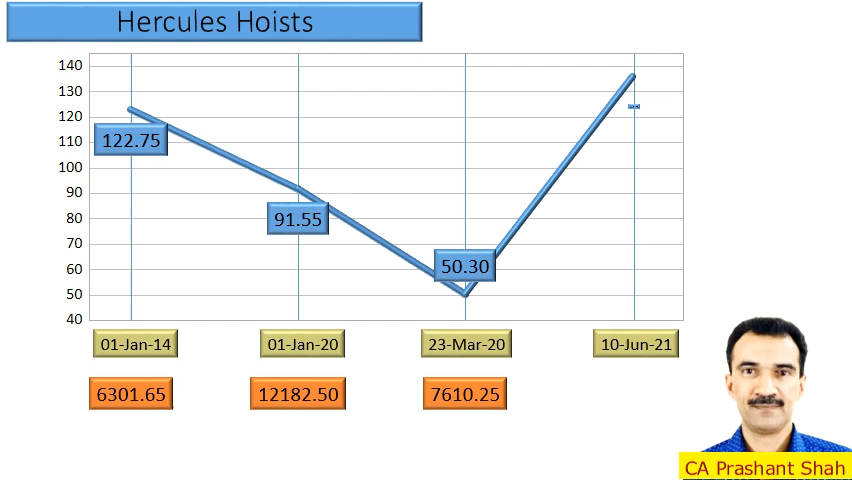 Hercules Hoists
140
130
120
110
100
90
80
70
60
50
40
122.75
91.55
50.30
01-Jan-14
01-Jan-20
23-Mar-20
10-Jun-21
6301.65
12182.50
7610.25
CA Prashant Shah